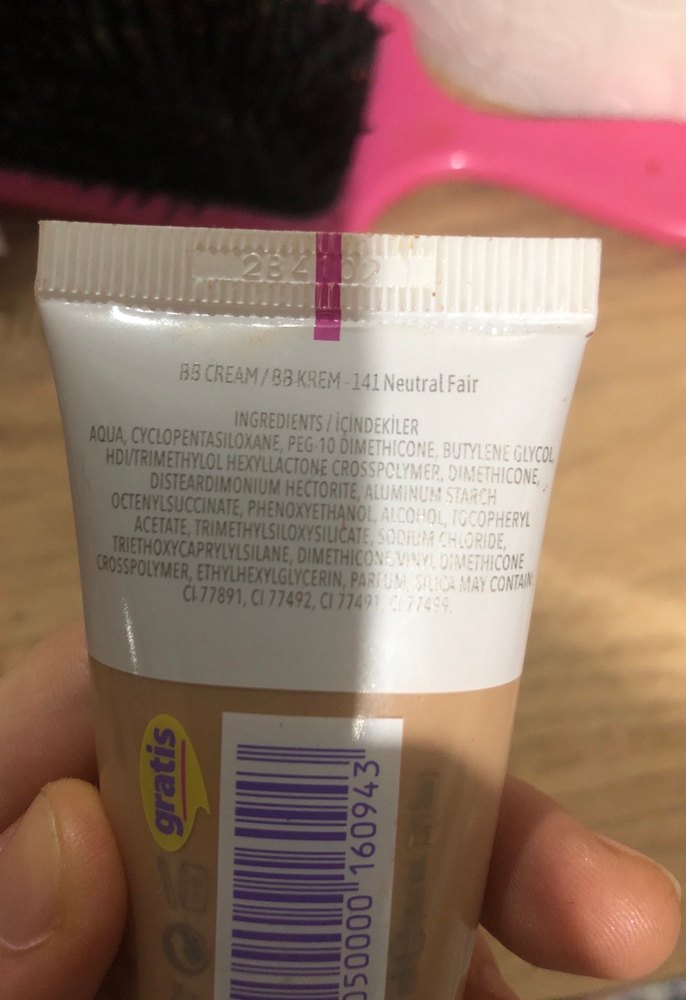 BB CREAM / BB KREM - 141 Neutral Fair
INGREDIENTS / İÇİNDEKİLER
AQUA, CYCLOPENTASILOXANE, PEG-10 DIMETHICONE, BUTYLENE GLYCOL,
HDI/TRIMETHYLOL HEXYLLACTONE CROSSPOLYMER, DIMETHICONE,
DISTEARDIMONIUM HECTORITE, ALUMINUM STARCH
OCTENYLSUCCINATE, PHENOXYETHANOL, ALCOHOL, TOCOPHERYL
ACETATE, TRIMETHYLSILOXYSILICATE, SODIUM CHLORIDE,
TRIETHOXYCAPRYLYLSILANE, DIMETHICONE/VINYL DIMETHICONE
CROSSPOLYMER, ETHYLHEXYLGLYCERIN, PARFUM, SILICA MAY CONTAIN:
CI 77891, CI 77492, CI 77491, CI 77499.
gratis
050000 160943